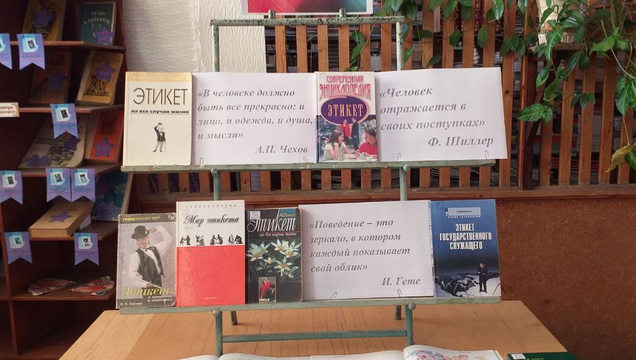 ЭТИКЕТ
НА ВСЕ СЛУЧАИ ЖИЗНИ
«В человеке должно
быть все прекрасно: и
лицо, и одежда, и душа,
и мысли»
А.П. Чехов
СОВРЕМЕННАЯ
ЭНЦИКЛОПЕДИЯ
ЭТИКЕТ
«Человек
отражается в
своих поступках»
Ф. Шиллер
Этикет
Мир этикета
Этикет
«Поведение – это
зеркало, в котором
каждый показывает
свой облик»
И. Гете
ЭТИКЕТ
ГОСУДАРСТВЕННОГО
СЛУЖАЩЕГО